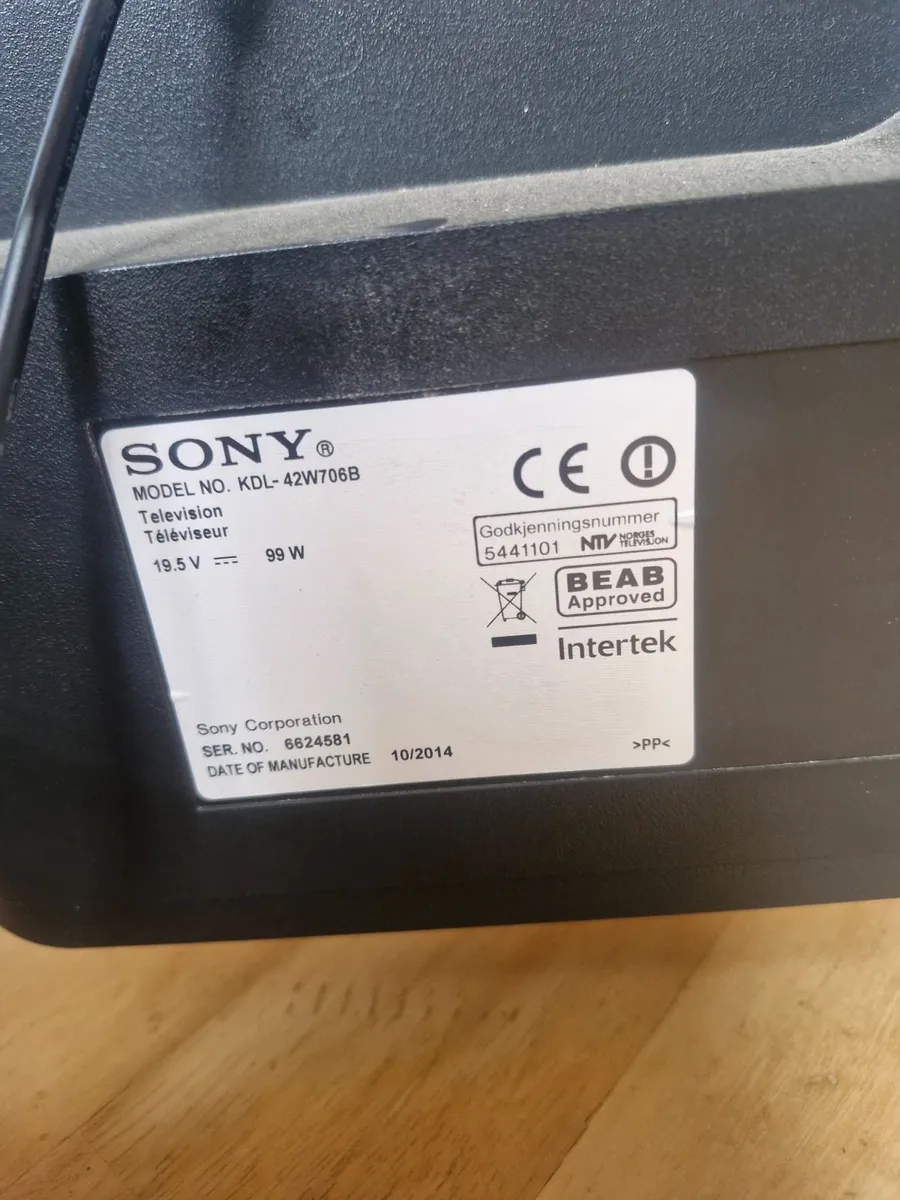 SONY®
MODEL NO. KDL-42W706B
Television
Téléviseur
19.5 V ⎓ 99 W
CE
Godkjenningsnummer
5441101 NTV NORGES TELEVISJON
BEAB
Approved
Intertek
Sony Corporation
SER. NO. 6624581
DATE OF MANUFACTURE 10/2014
>PP<